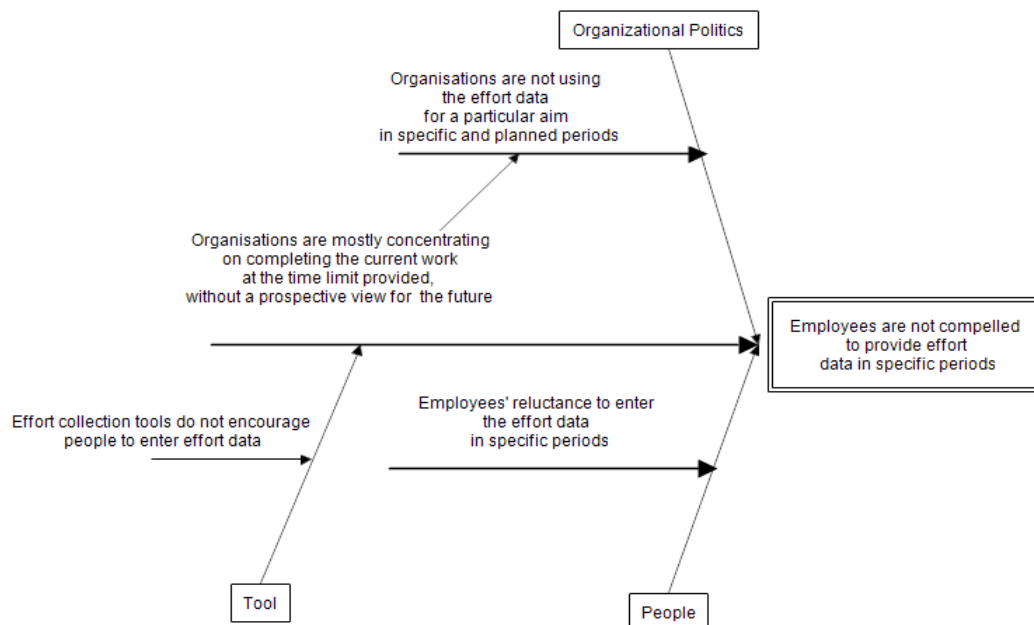 Organizational Politics
Organisations are not using
the effort data
for a particular aim
in specific and planned periods
Organisations are mostly concentrating
on completing the current work
at the time limit provided,
without a prospective view for the future
Employees are not compelled
to provide effort
data in specific periods
Effort collection tools do not encourage
people to enter effort data
Employees' reluctance to enter
the effort data
in specific periods
Tool
People